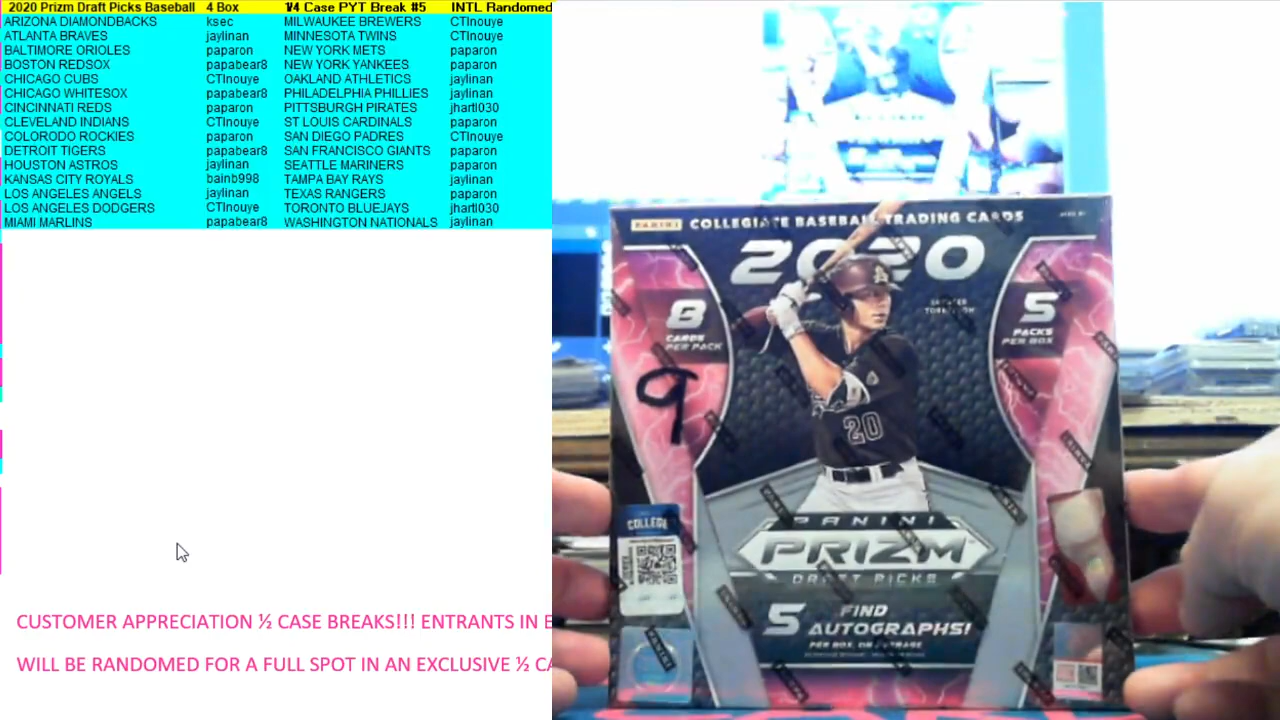 2020 Prizm Draft Picks Baseball 4 Box 1/4 Case PYT Break #5 INTL Randomed
ARIZONA DIAMONDBACKS ksec MILWAUKEE BREWERS CTInouye
ATLANTA BRAVES jaylinan MINNESOTA TWINS CTInouye
BALTIMORE ORIOLES paparon NEW YORK METS paparon
BOSTON REDSOX papabear8 NEW YORK YANKEES paparon
CHICAGO CUBS CTInouye OAKLAND ATHLETICS jaylinan
CHICAGO WHITESOX papabear8 PHILADELPHIA PHILLIES jaylinan
CINCINNATI REDS paparon PITTSBURGH PIRATES jhartl030
CLEVELAND INDIANS CTInouye ST LOUIS CARDINALS paparon
COLORODO ROCKIES paparon SAN DIEGO PADRES CTInouye
DETROIT TIGERS papabear8 SAN FRANCISCO GIANTS paparon
HOUSTON ASTROS jaylinan SEATTLE MARINERS paparon
KANSAS CITY ROYALS bainb998 TAMPA BAY RAYS jaylinan
LOS ANGELES ANGELS jaylinan TEXAS RANGERS paparon
LOS ANGELES DODGERS CTInouye TORONTO BLUEJAYS jhartl030
MIAMI MARLINS papabear8 WASHINGTON NATIONALS jaylinan
CUSTOMER APPRECIATION ½ CASE BREAKS!!! ENTRANTS IN
WILL BE RANDOMED FOR A FULL SPOT IN AN EXCLUSIVE ½
PANINI COLLEGIATE BASEBALL TRADING CARDS
2020
8
CARDS
PER PACK
5
PACKS
PER BOX
9
20
COLLEGE
PANINI
PRIZM
DRAFT PICKS
5 FIND
AUTOGRAPHS!
PER BOX, ON AVERAGE